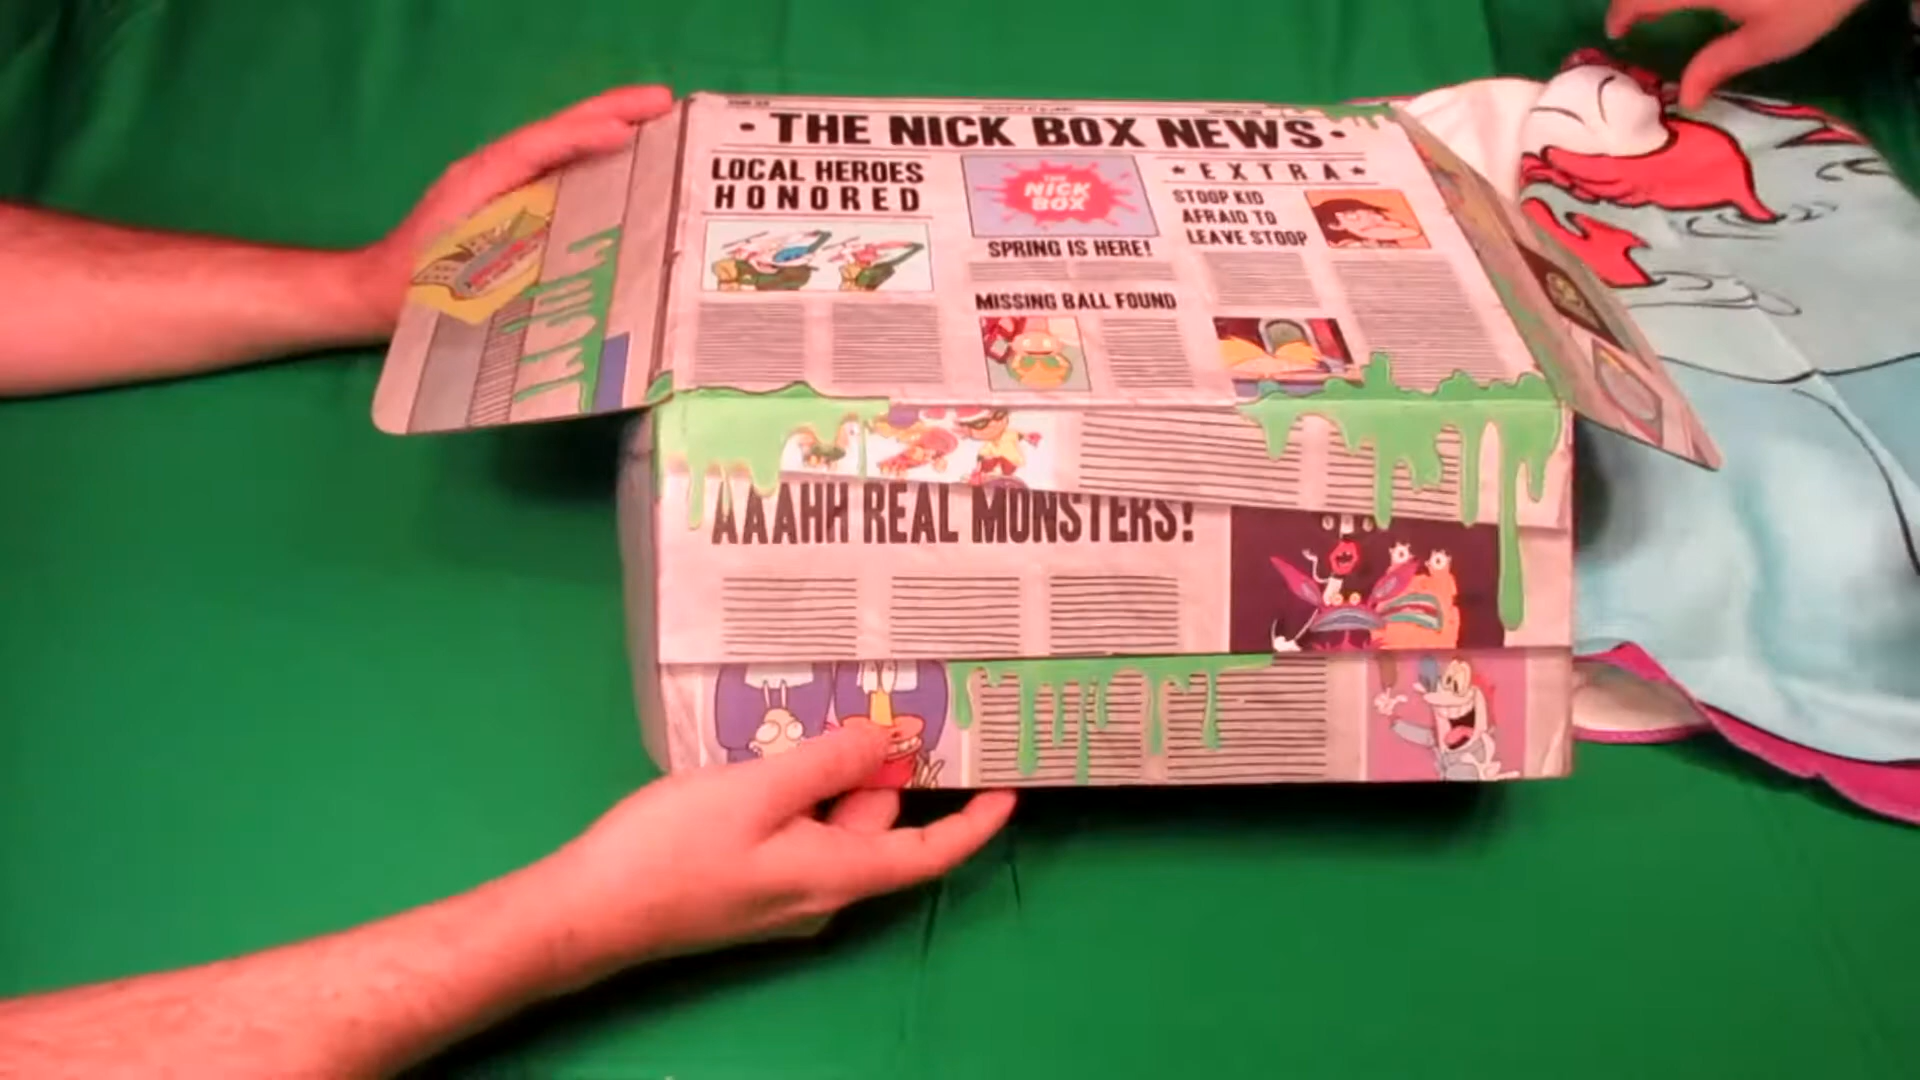 • THE NICK BOX NEWS •
LOCAL HEROES
HONORED
THE
NICK
BOX
SPRING IS HERE!
MISSING BALL FOUND
★ EXTRA ★
STOOP KID
AFRAID TO
LEAVE STOOP
AAAHH REAL MONSTERS!